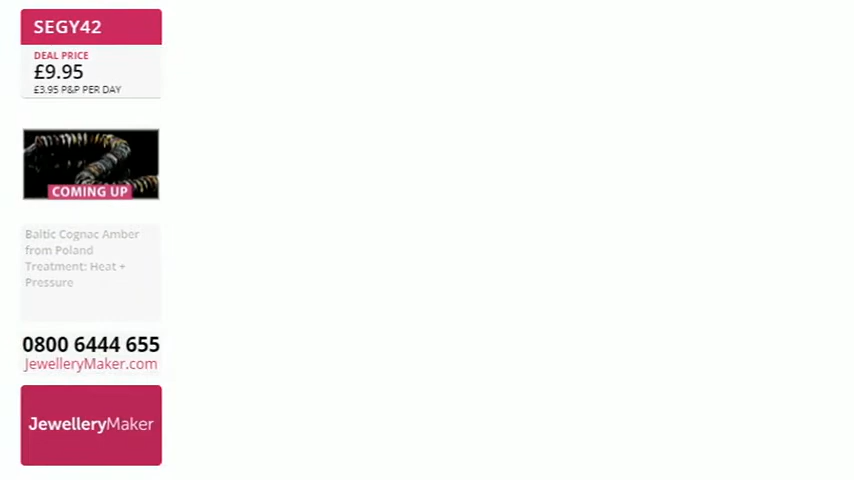 SEGY42
DEAL PRICE
£9.95
£3.95 P&P PER DAY
COMING UP
Baltic Cognac Amber
from Poland
Treatment: Heat +
Pressure
0800 6444 655
JewelleryMaker.com
JewelleryMaker